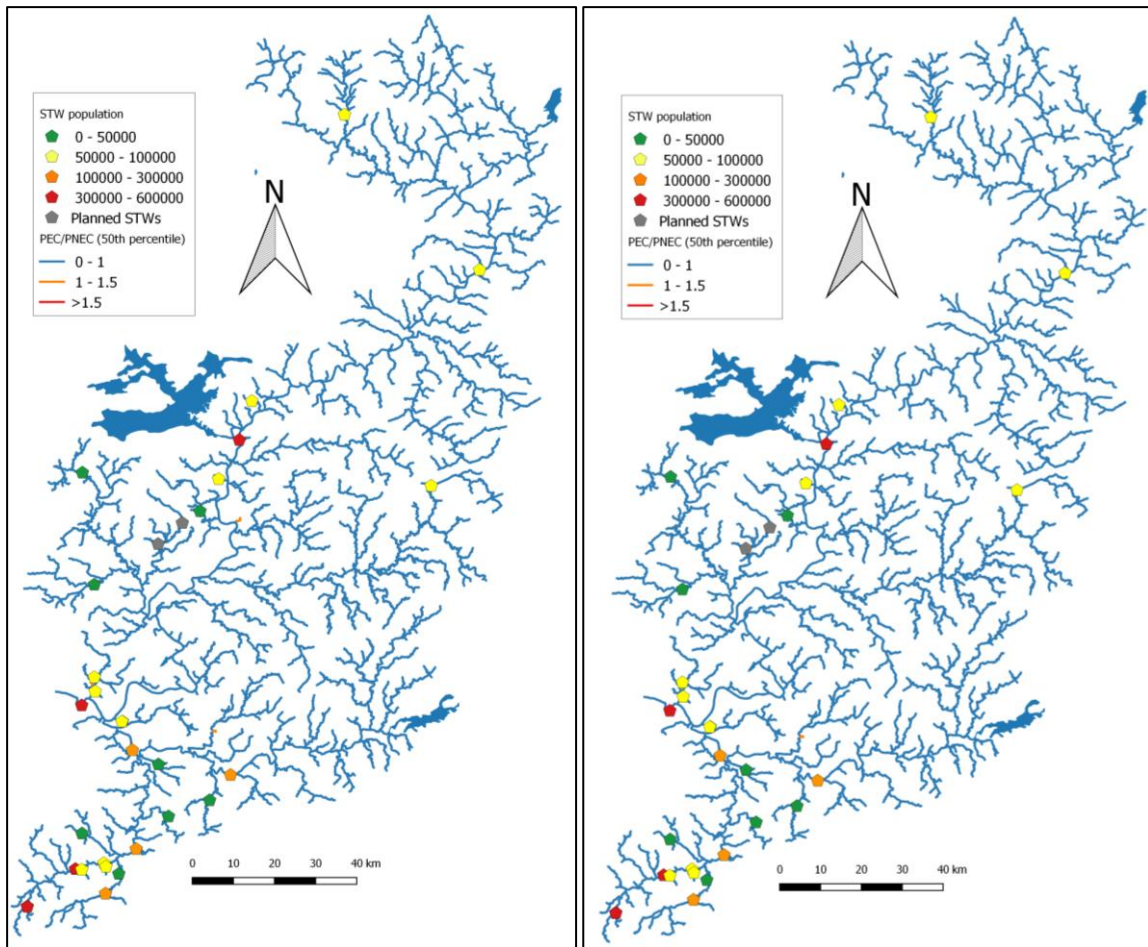 STW population
0 - 50000
50000 - 100000
100000 - 300000
300000 - 600000
Planned STWs
PEC/PNEC (50th percentile)
0 - 1
1 - 1.5
>1.5
N
0 10 20 30 40 km
STW population
0 - 50000
50000 - 100000
100000 - 300000
300000 - 600000
Planned STWs
PEC/PNEC (50th percentile)
0 - 1
1 - 1.5
>1.5
N
0 10 20 30 40 km